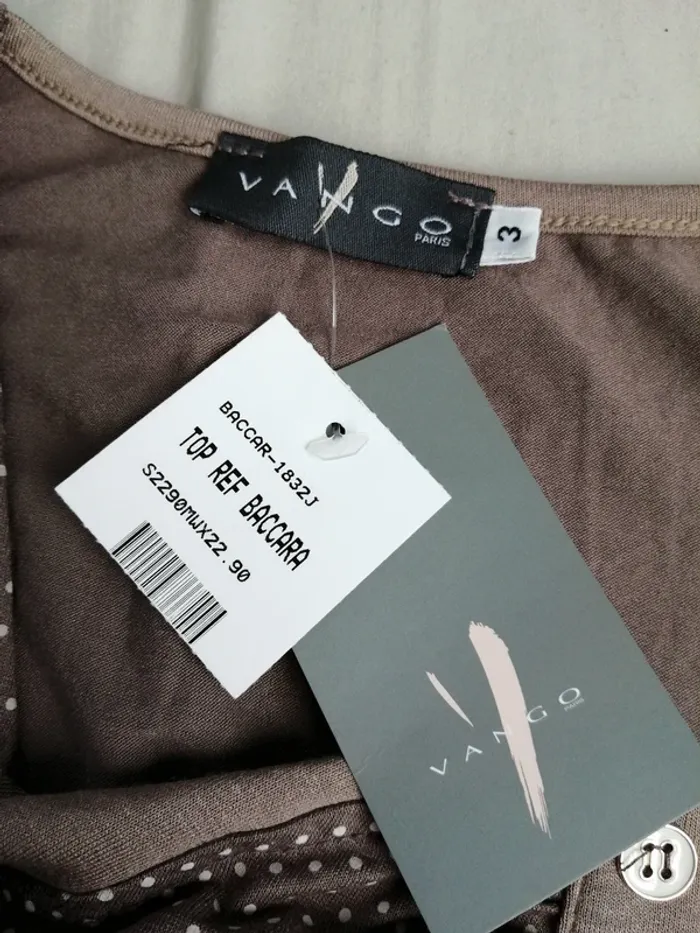 VANGO
PARIS
3
BACCAR-1832J
TOP REF BACCARA
S2290MWX22.90
VANGO
PARIS